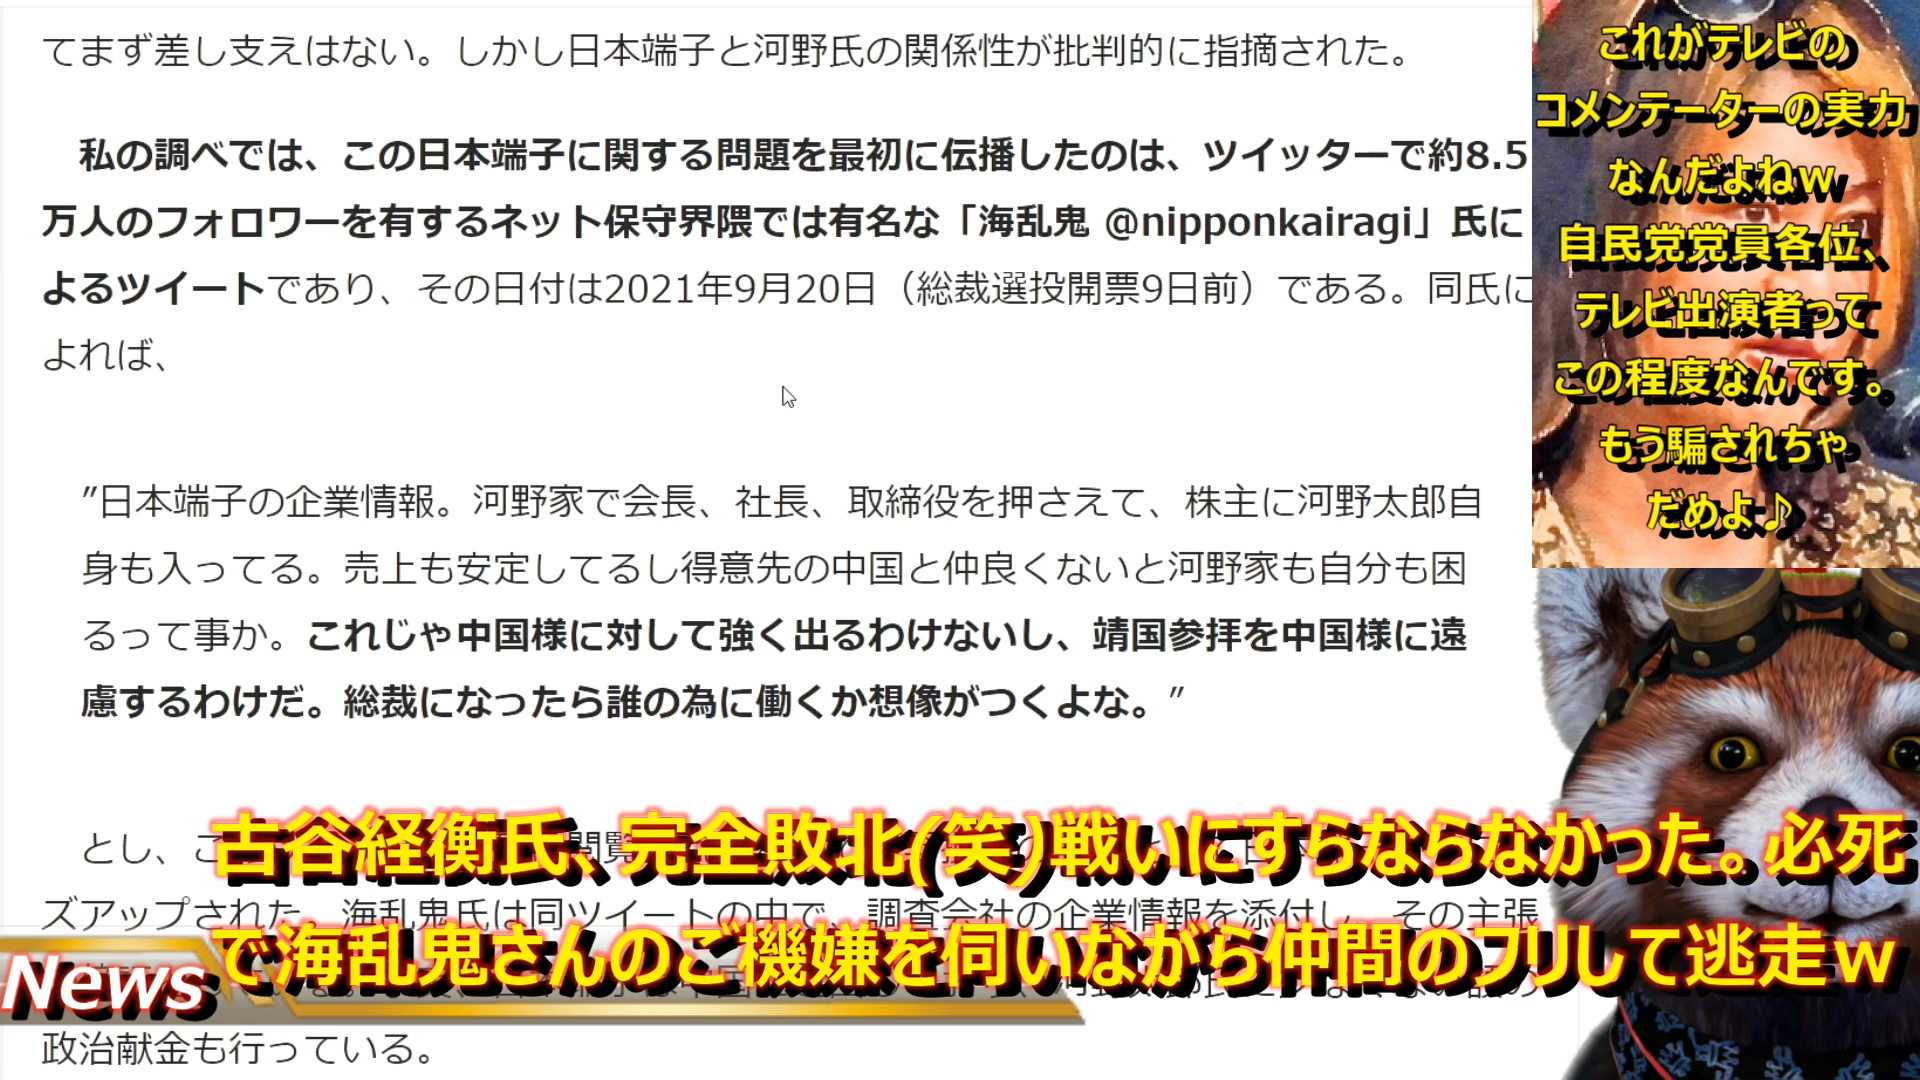 てまず差し支えはない。しかし日本端子と河野氏の関係性が批判的に指摘された。
私の調べでは、この日本端子に関する問題を最初に伝播したのは、ツイッターで約8.5
万人のフォロワーを有するネット保守界隈では有名な「海乱鬼 @nipponkairagi」氏に
よるツイートであり、その日付は2021年9月20日（総裁選投開票9日前）である。同氏に
よれば、
”日本端子の企業情報。河野家で会長、社長、取締役を押さえて、株主に河野太郎自
身も入ってる。売上も安定してるし得意先の中国と仲良くないと河野家も自分も困
るって事か。これじゃ中国様に対して強く出るわけないし、靖国参拝を中国様に遠
慮するわけだ。総裁になったら誰の為に働くか想像がつくよな。”
とし、こ
ズアップされた。海乱鬼氏は同ツイートの中で、調査会社の企業情報を添付し、その主張
政治献金も行っている。
これがテレビの
コメンテーターの実力
なんだよねw
自民党党員各位、
テレビ出演者って
この程度なんです。
もう騙されちゃ
だめよ♪
古谷経衡氏、完全敗北(笑)戦いにすらならなかった。必死
で海乱鬼さんのご機嫌を伺いながら仲間のフリして逃走w
News